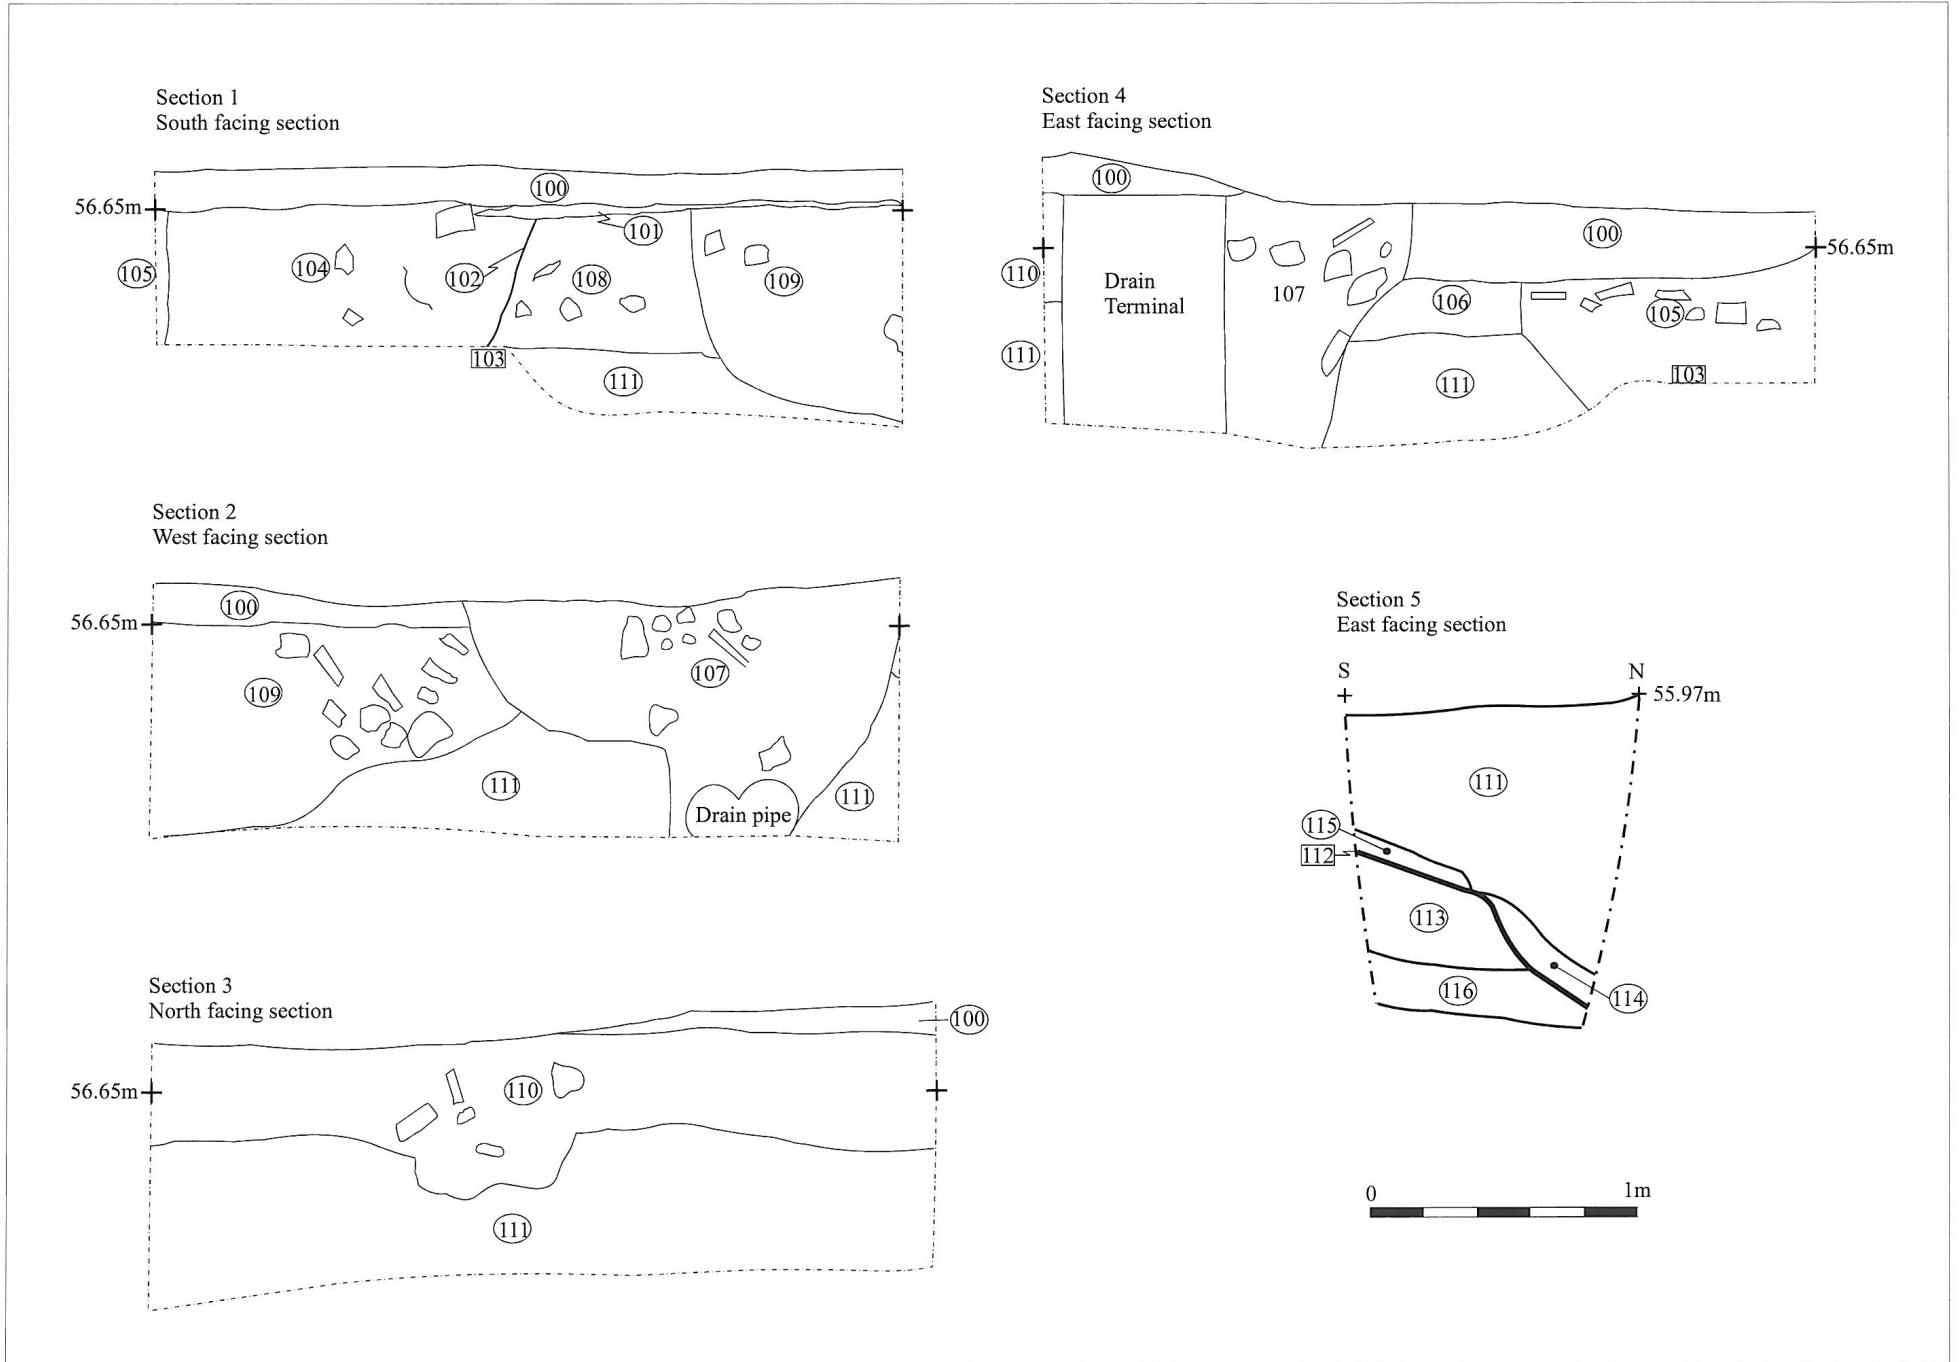 Section 1
South facing section
56.65m
100
101
105
104
102
108
109
103
111
Section 4
East facing section
100
100
56.65m
110
Drain
Terminal
107
106
105
111
111
103
Section 2
West facing section
100
56.65m
109
107
111
Drain pipe
111
Section 5
East facing section
S
N
55.97m
111
115
112
113
116
114
Section 3
North facing section
100
56.65m
110
111
0
1m